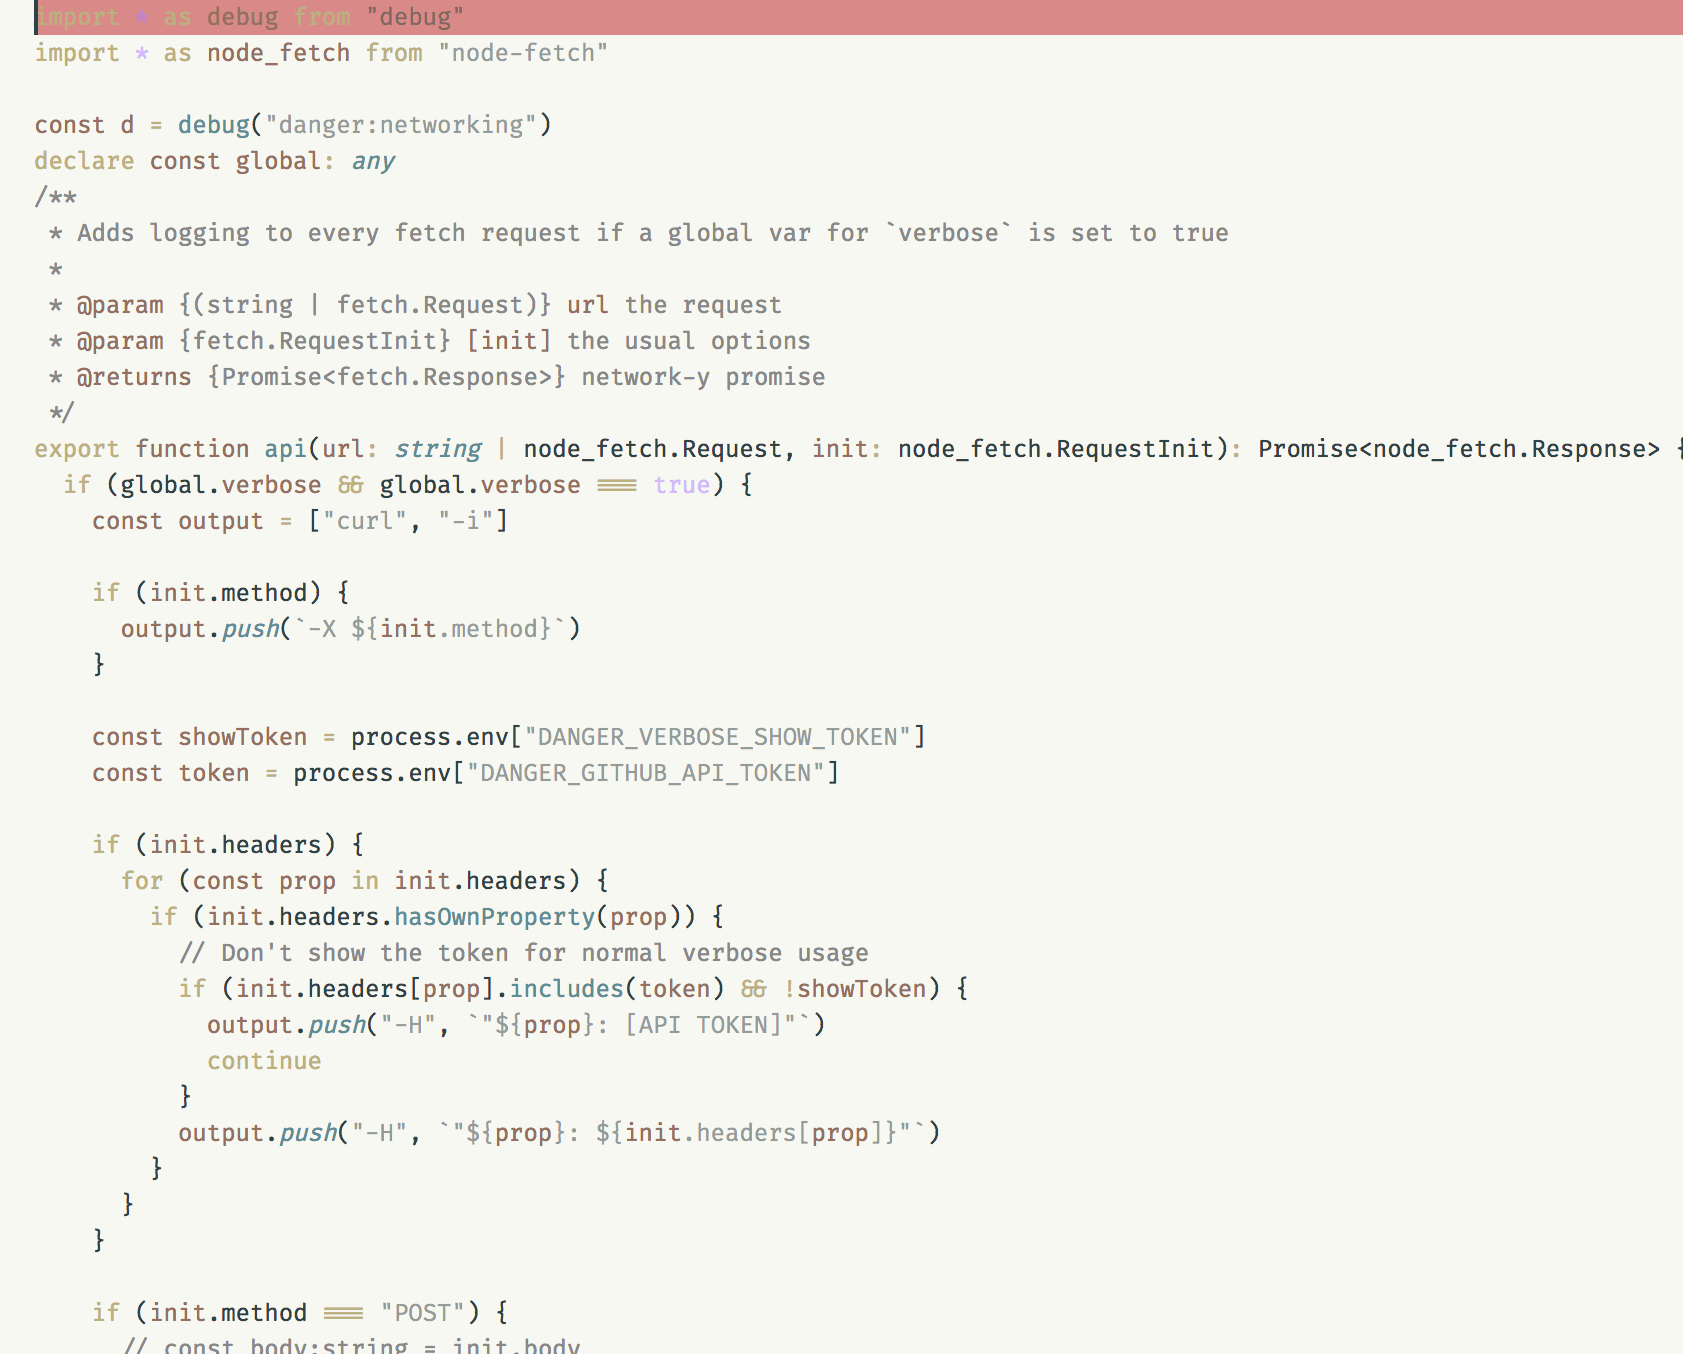 import * as debug from "debug"
import * as node_fetch from "node-fetch"

const d = debug("danger:networking")
declare const global: any
/**
 * Adds logging to every fetch request if a global var for `verbose` is set to true
 *
 * @param {(string | fetch.Request)} url the request
 * @param {fetch.RequestInit} [init] the usual options
 * @returns {Promise<fetch.Response>} network-y promise
 */
export function api(url: string | node_fetch.Request, init: node_fetch.RequestInit): Promise<node_fetch.Response> {
  if (global.verbose && global.verbose === true) {
    const output = ["curl", "-i"]

    if (init.method) {
      output.push(`-X ${init.method}`)
    }

    const showToken = process.env["DANGER_VERBOSE_SHOW_TOKEN"]
    const token = process.env["DANGER_GITHUB_API_TOKEN"]

    if (init.headers) {
      for (const prop in init.headers) {
        if (init.headers.hasOwnProperty(prop)) {
          // Don't show the token for normal verbose usage
          if (init.headers[prop].includes(token) && !showToken) {
            output.push("-H", `"${prop}: [API TOKEN]"`)
            continue
          }
          output.push("-H", `"${prop}: ${init.headers[prop]}"`)
        }
      }
    }

    if (init.method === "POST") {
      // const body:string = init.body